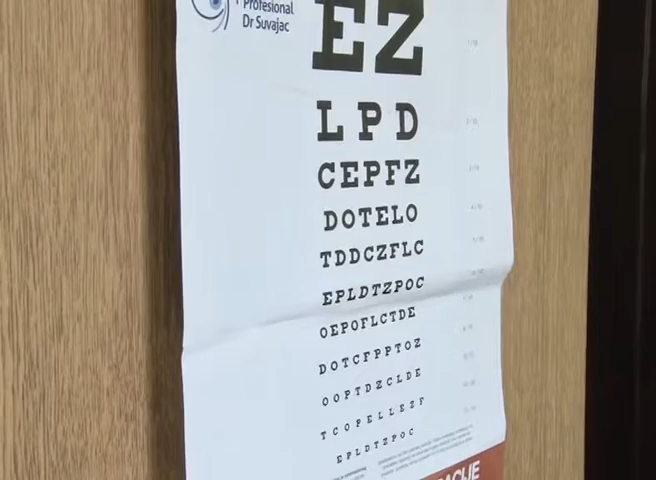 Profesional
Dr Suvajac
EZ
LPD
CEPFZ
DOTELO
TDDCZFLC
EPLDTZPOC
OEPOFLCTDE
DOTCFPPTOZ
OOPTDZCLDE
TCOPELLEZF
EPLDTZPOC